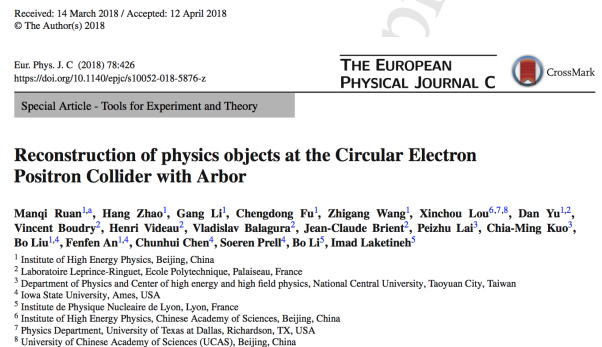 Received: 14 March 2018 / Accepted: 12 April 2018
© The Author(s) 2018
Eur. Phys. J. C (2018) 78:426
https://doi.org/10.1140/epjc/s10052-018-5876-z
THE EUROPEAN
PHYSICAL JOURNAL C
CrossMark
Special Article - Tools for Experiment and Theory
Reconstruction of physics objects at the Circular Electron
Positron Collider with Arbor
Manqi Ruan1,a, Hang Zhao1, Gang Li1, Chengdong Fu1, Zhigang Wang1, Xinchou Lou6,7,8, Dan Yu1,2,
Vincent Boudry2, Henri Videau2, Vladislav Balagura2, Jean-Claude Brient2, Peizhu Lai3, Chia-Ming Kuo3,
Bo Liu1,4, Fenfen An1,4, Chunhui Chen4, Soeren Prell4, Bo Li5, Imad Laketineh5
1 Institute of High Energy Physics, Beijing, China
2 Laboratoire Leprince-Ringuet, Ecole Polytechnique, Palaiseau, France
3 Department of Physics and Center of high energy and high field physics, National Central University, Taoyuan City, Taiwan
4 Iowa State University, Ames, USA
5 Institute de Physique Nucleaire de Lyon, Lyon, France
6 Institute of High Energy Physics, Chinese Academy of Sciences, Beijing, China
7 Physics Department, University of Texas at Dallas, Richardson, TX, USA
8 University of Chinese Academy of Sciences (UCAS), Beijing, China